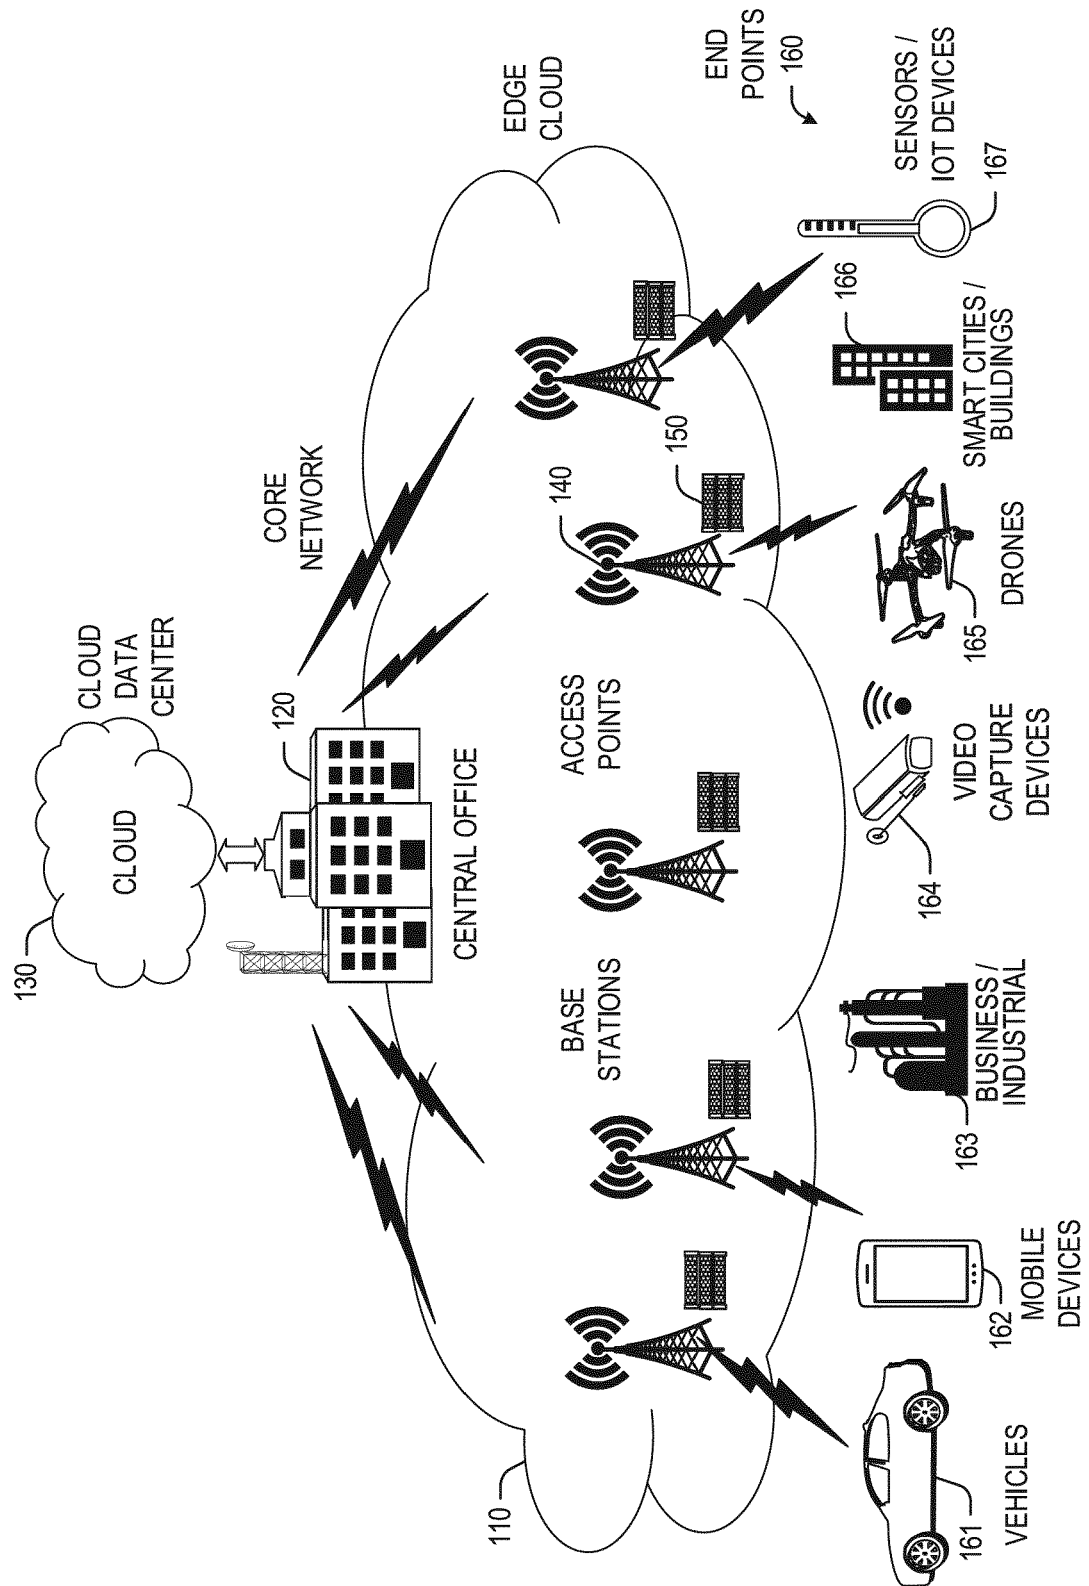 130
CLOUD
CLOUD
DATA
CENTER
120
CENTRAL OFFICE
CORE
NETWORK
EDGE
CLOUD
110
BASE
STATIONS
ACCESS
POINTS
140
150
END
POINTS
160
161
VEHICLES
162
MOBILE
DEVICES
163
BUSINESS /
INDUSTRIAL
164
VIDEO
CAPTURE
DEVICES
165
DRONES
166
SMART CITIES /
BUILDINGS
SENSORS /
IOT DEVICES
167